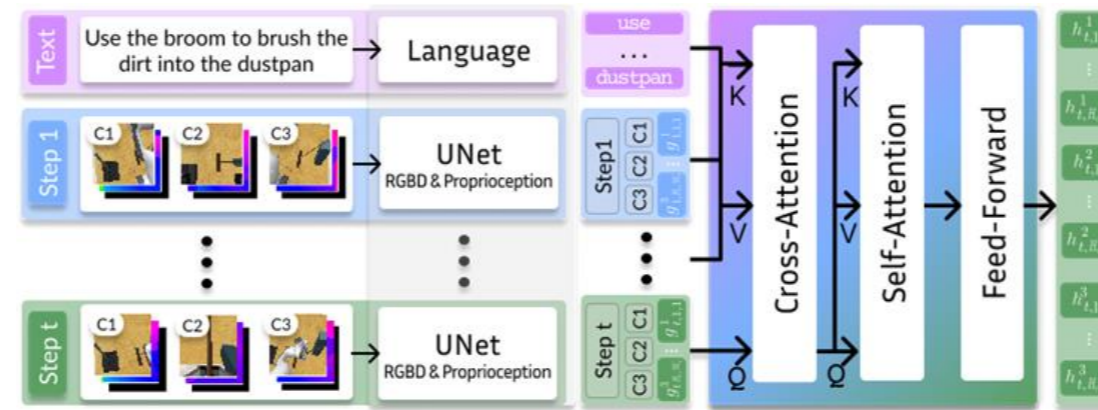 Text
Use the broom to brush the
dirt into the dustpan
Language
use
...
dustpan
Step 1
C1
C2
C3
UNet
RGBD & Proprioception
Step1
C1
C2
C3
Step t
C1
C2
C3
UNet
RGBD & Proprioception
Step t
C1
C2
C3
K
V
Q
Cross-Attention
K
V
Q
Self-Attention
Feed-Forward